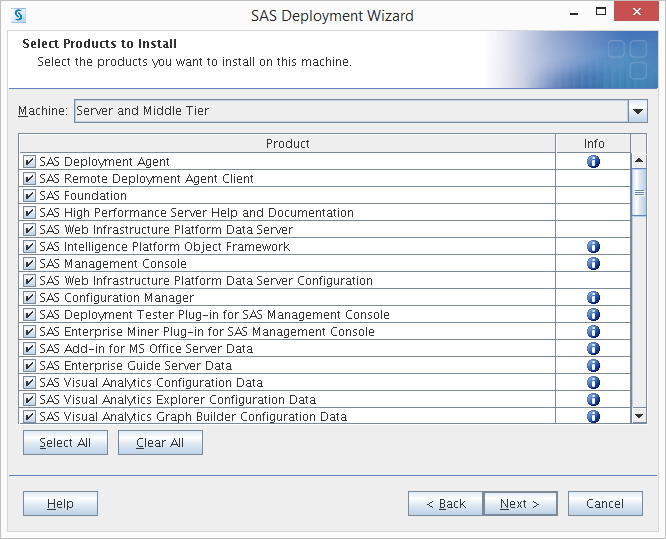 SAS Deployment Wizard
Select Products to Install
Select the products you want to install on this machine.
Machine: Server and Middle Tier
Product Info
SAS Deployment Agent
SAS Remote Deployment Agent Client
SAS Foundation
SAS High Performance Server Help and Documentation
SAS Web Infrastructure Platform Data Server
SAS Intelligence Platform Object Framework
SAS Management Console
SAS Web Infrastructure Platform Data Server Configuration
SAS Configuration Manager
SAS Deployment Tester Plug-in for SAS Management Console
SAS Enterprise Miner Plug-in for SAS Management Console
SAS Add-in for MS Office Server Data
SAS Enterprise Guide Server Data
SAS Visual Analytics Configuration Data
SAS Visual Analytics Explorer Configuration Data
SAS Visual Analytics Graph Builder Configuration Data
Select All Clear All
Help < Back Next > Cancel